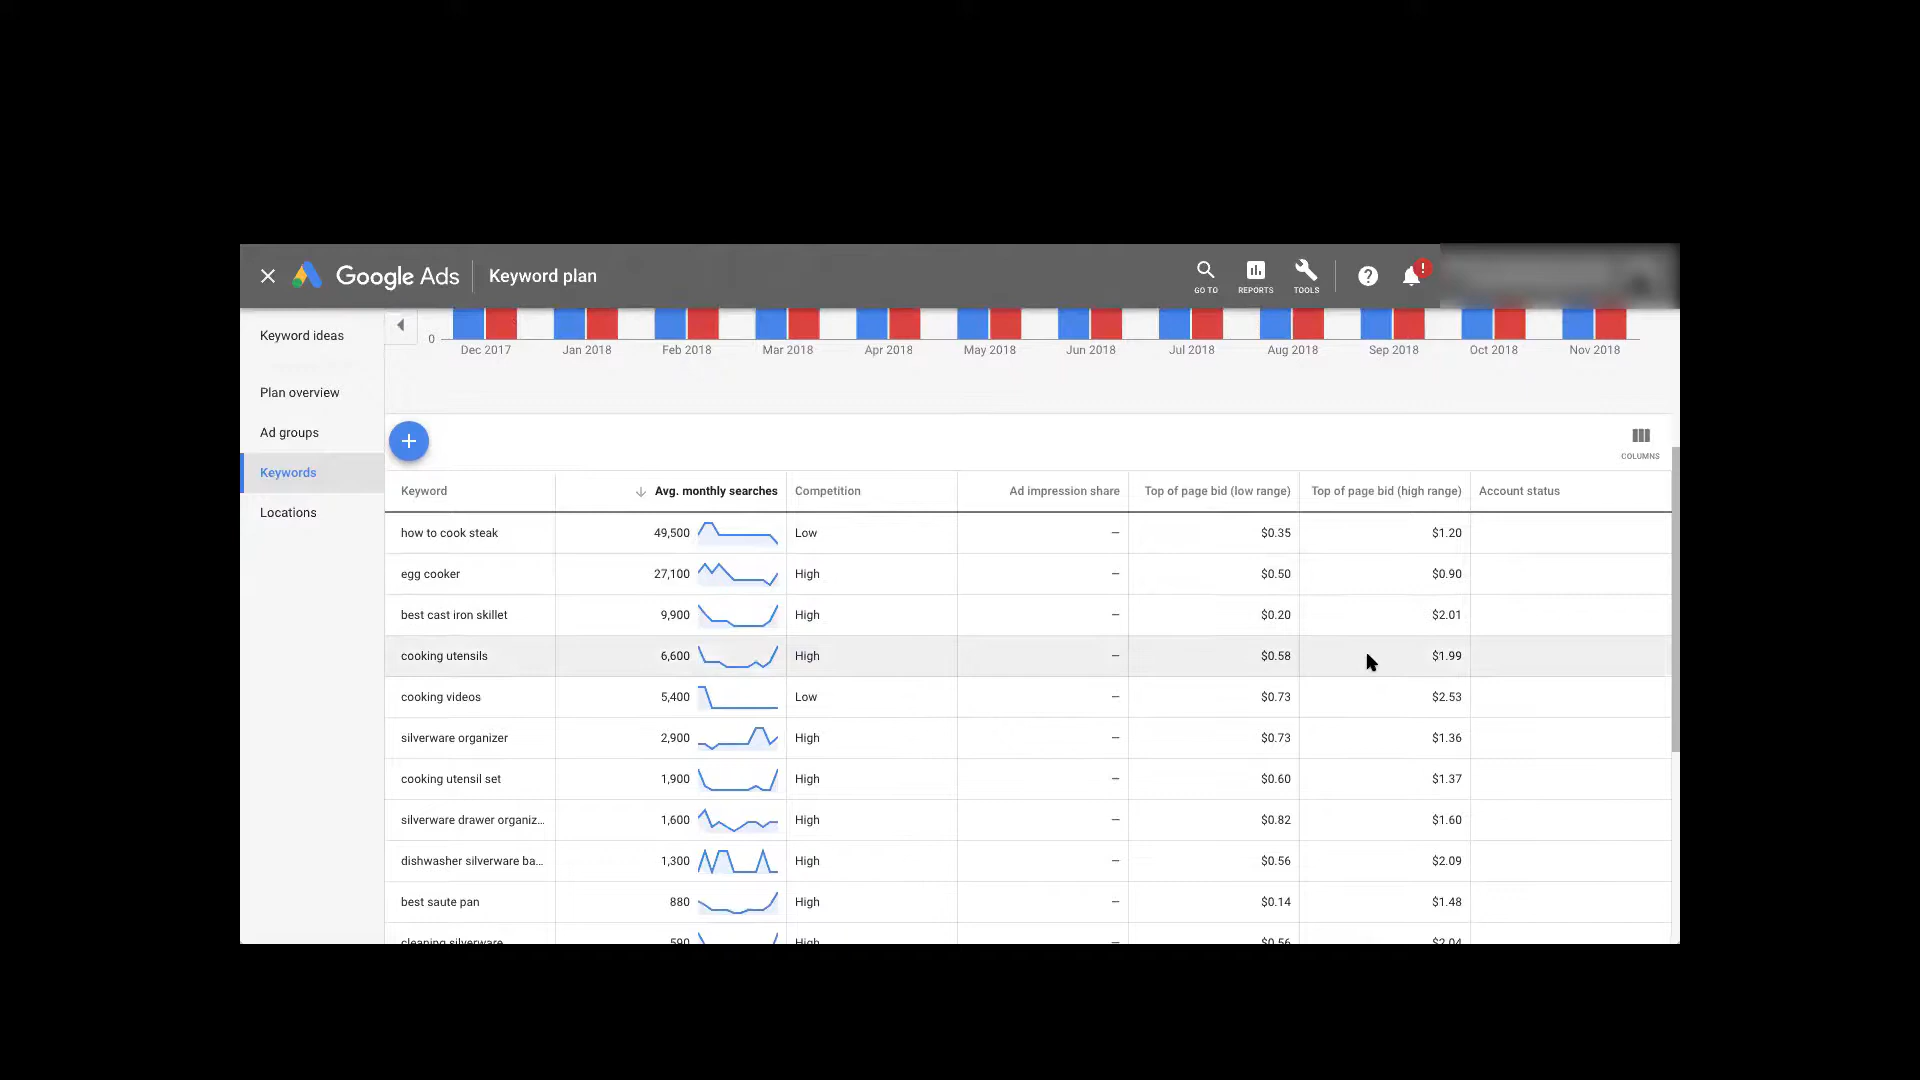 Google Ads Keyword plan
GO TO REPORTS TOOLS ? !
Keyword ideas
Plan overview
Ad groups
Keywords
Locations
0
Dec 2017 Jan 2018 Feb 2018 Mar 2018 Apr 2018 May 2018 Jun 2018 Jul 2018 Aug 2018 Sep 2018 Oct 2018 Nov 2018
COLUMNS
Keyword Avg. monthly searches Competition Ad impression share Top of page bid (low range) Top of page bid (high range) Account status
how to cook steak 49,500 Low – $0.35 $1.20
egg cooker 27,100 High – $0.50 $0.90
best cast iron skillet 9,900 High – $0.20 $2.01
cooking utensils 6,600 High – $0.58 $1.99
cooking videos 5,400 Low – $0.73 $2.53
silverware organizer 2,900 High – $0.73 $1.36
cooking utensil set 1,900 High – $0.60 $1.37
silverware drawer organiz... 1,600 High – $0.82 $1.60
dishwasher silverware ba... 1,300 High – $0.56 $2.09
best saute pan 880 High – $0.14 $1.48
cleaning silverware 590 High – $0.56 $2.04